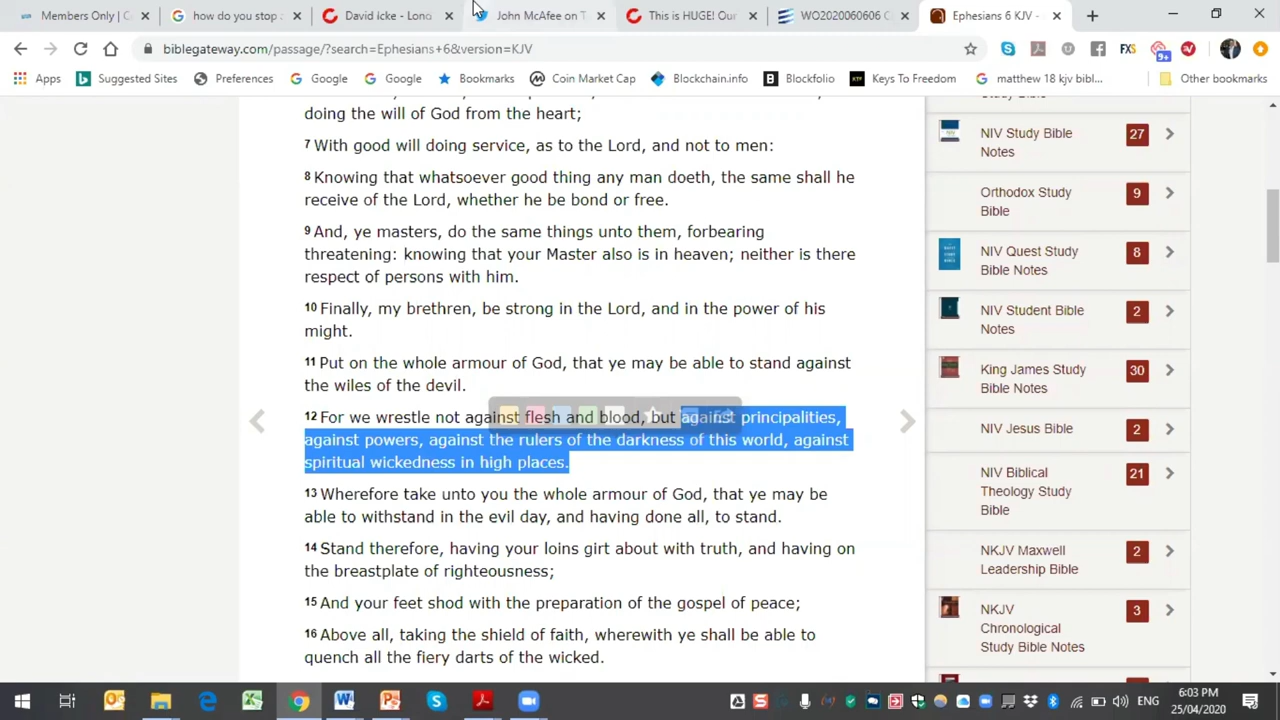 Members Only | C
how do you stop a
David icke - Lond
John McAfee on T
This is HUGE! Our
WO2020060606 C
Ephesians 6 KJV -
biblegateway.com/passage/?search=Ephesians+6&version=KJV
Apps
Suggested Sites
Preferences
Google
Google
Bookmarks
Coin Market Cap
Blockchain.info
Blockfolio
Keys To Freedom
matthew 18 kjv bibl...
Other bookmarks
doing the will of God from the heart;
7 With good will doing service, as to the Lord, and not to men:
8 Knowing that whatsoever good thing any man doeth, the same shall he
receive of the Lord, whether he be bond or free.
9 And, ye masters, do the same things unto them, forbearing
threatening: knowing that your Master also is in heaven; neither is there
respect of persons with him.
10 Finally, my brethren, be strong in the Lord, and in the power of his
might.
11 Put on the whole armour of God, that ye may be able to stand against
the wiles of the devil.
12 For we wrestle not against flesh and blood, but against principalities,
against powers, against the rulers of the darkness of this world, against
spiritual wickedness in high places.
13 Wherefore take unto you the whole armour of God, that ye may be
able to withstand in the evil day, and having done all, to stand.
14 Stand therefore, having your loins girt about with truth, and having on
the breastplate of righteousness;
15 And your feet shod with the preparation of the gospel of peace;
16 Above all, taking the shield of faith, wherewith ye shall be able to
quench all the fiery darts of the wicked.
NIV Study Bible
Notes
27
Orthodox Study
Bible
9
NIV Quest Study
Bible Notes
8
NIV Student Bible
Notes
2
King James Study
Bible Notes
30
NIV Jesus Bible
2
NIV Biblical
Theology Study
Bible
21
NKJV Maxwell
Leadership Bible
2
NKJV
Chronological
Study Bible Notes
3
ENG
6:03 PM
25/04/2020